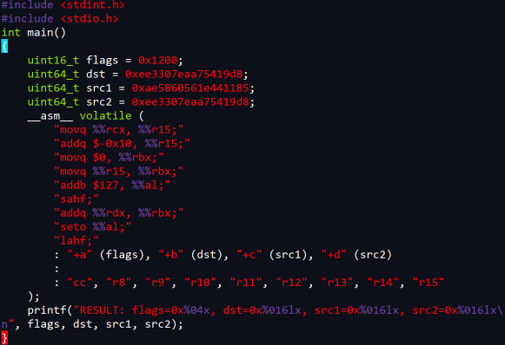 #include <stdint.h>
#include <stdio.h>
int main()
{
    uint16_t flags = 0x1200;
    uint64_t dst = 0xee3307eaa75419d8;
    uint64_t src1 = 0xae5860561e441185;
    uint64_t src2 = 0xee3307eaa75419d8;
    __asm__ volatile (
        "movq %%rcx, %%r15;"
        "addq $-0x10, %%r15;"
        "movq $0, %%rbx;"
        "movq %%r15, %%rbx;"
        "addb $127, %%al;"
        "sahf;"
        "addq %%rdx, %%rbx;"
        "seto %%al;"
        "lahf;"
        : "+a" (flags), "+b" (dst), "+c" (src1), "+d" (src2)
        :
        : "cc", "r8", "r9", "r10", "r11", "r12", "r13", "r14", "r15"
    );
    printf("RESULT: flags=0x%04x, dst=0x%016lx, src1=0x%016lx, src2=0x%016lx\
n", flags, dst, src1, src2);
}